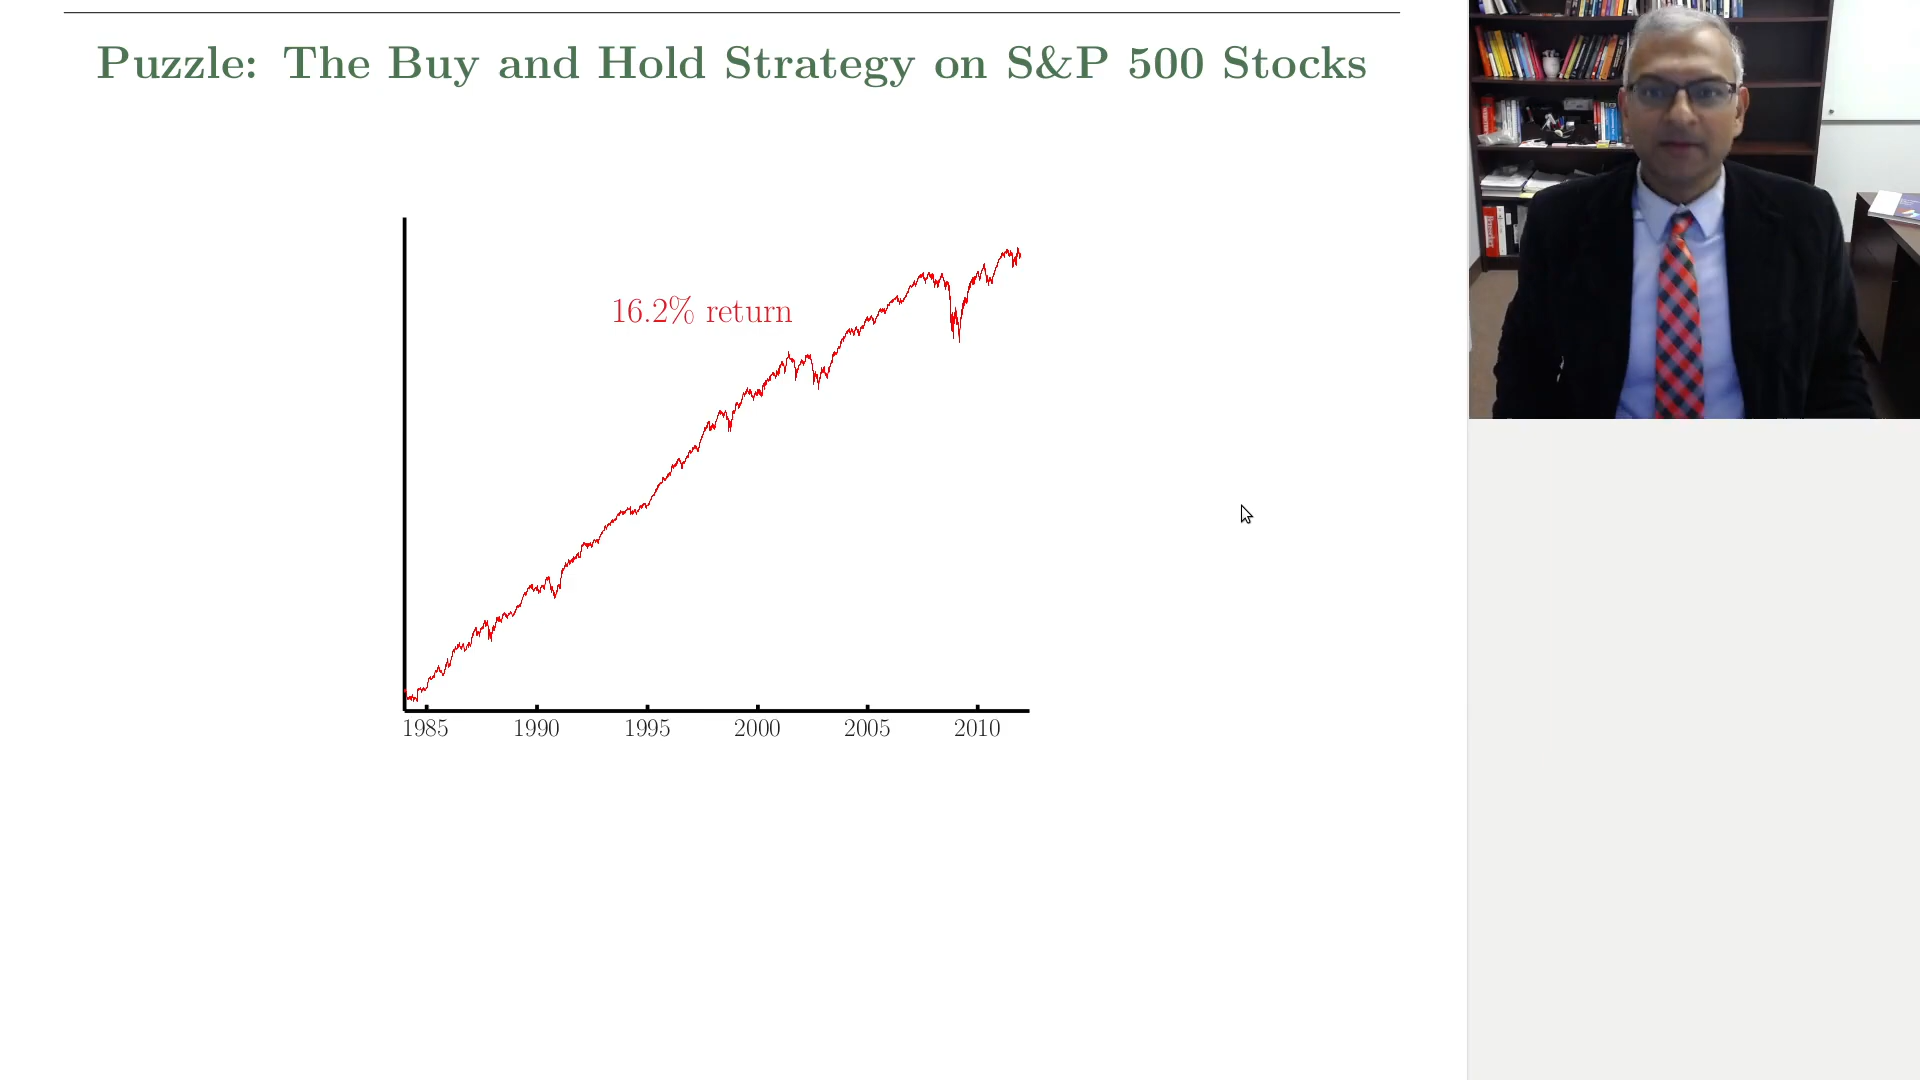 Puzzle: The Buy and Hold Strategy on S&P 500 Stocks
16.2% return
1985 1990 1995 2000 2005 2010